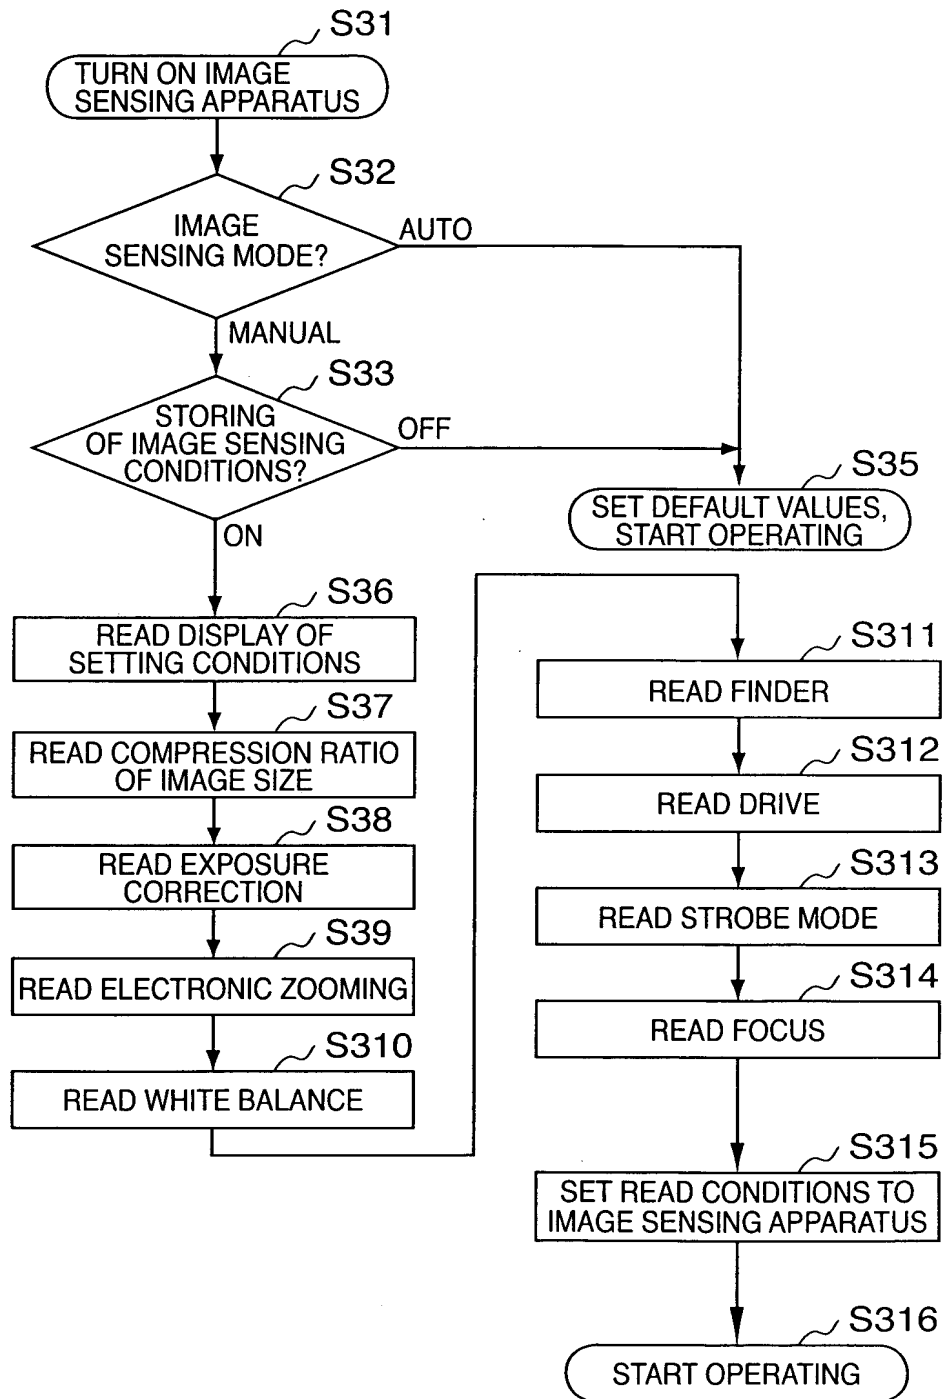 S31
TURN ON IMAGE
SENSING APPARATUS
S32
IMAGE
SENSING MODE?
AUTO
MANUAL
S33
STORING
OF IMAGE SENSING
CONDITIONS?
OFF
ON
S35
SET DEFAULT VALUES,
START OPERATING
S36
READ DISPLAY OF
SETTING CONDITIONS
S37
READ COMPRESSION RATIO
OF IMAGE SIZE
S38
READ EXPOSURE
CORRECTION
S39
READ ELECTRONIC ZOOMING
S310
READ WHITE BALANCE
S311
READ FINDER
S312
READ DRIVE
S313
READ STROBE MODE
S314
READ FOCUS
S315
SET READ CONDITIONS TO
IMAGE SENSING APPARATUS
S316
START OPERATING